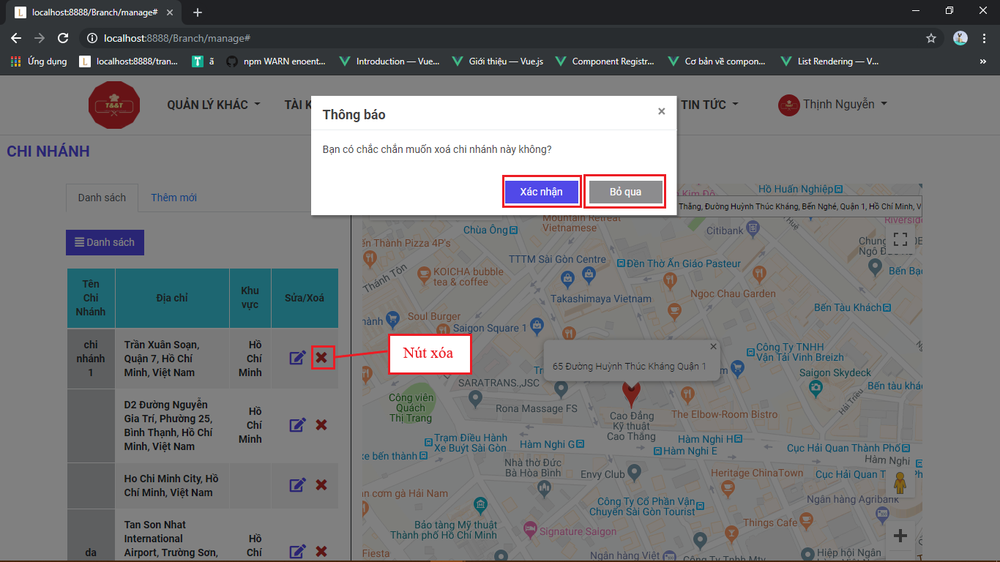 localhost:8888/Branch/manage#
localhost:8888/Branch/manage#
Ứng dụng
localhost:8888/tran...
ã
npm WARN enoent...
Introduction — Vue...
Giới thiệu — Vue.js
Component Registr...
Cơ bản về compon...
List Rendering — V...
»
T&T
QUẢN LÝ KHÁC
TÀI K
TIN TỨC
Thịnh Nguyễn
Thông báo
×
Bạn có chắc chắn muốn xoá chi nhánh này không?
Xác nhận
Bỏ qua
CHI NHÁNH
Danh sách
Thêm mới
Danh sách
Tên Chi Nhánh
Địa chỉ
Khu vực
Sửa/Xoá
chi nhánh 1
Trần Xuân Soạn,
Quận 7, Hồ Chí
Minh, Việt Nam
Hồ Chí Minh
D2 Đường Nguyễn
Gia Trí, Phường 25,
Bình Thạnh, Hồ Chí
Minh, Việt Nam
Hồ Chí Minh
Ho Chi Minh City, Hồ
Chí Minh, Việt Nam
da
Tan Son Nhat
International
Airport, Trường Sơn,
Hồ Chí
Nút xóa
Hồ Huấn Nghiệp
Thắng, Đường Huỳnh Thúc Kháng, Bến Nghé, Quận 1, Hồ Chí Minh, V
Riverside
Mountain Retreat
Vietnamese
Chùa Ông
Citibank
Huệ
ến Thành Pizza 4P's
TTTM Sài Gòn Centre
Đền Thờ Ấn Giáo Pasteur
KOICHA bubble
tea & coffee
Thánh Tôn
Bến Bạ
Takashimaya Vietnam
Ngoc Chau Garden
Bến Tàu Khách
hành
Soul Burger
Saigon Square 1
Công Ty TNHH
Vận Tải Vinh Breizh
65 Đường Huỳnh Thúc Kháng Quận 1
Saigon Skydeck
SARATRANS.,JSC
Bến tàu khác
Hải Triều
Công viên
Quách
Thị Trang
Rona Massage FS
Cao Đẳng
Kỹ thuật
Cao Thắng
The Elbow-Room Bistro
Trạm Điều Hành
Xe Buýt Sài Gòn
Hàm Nghi G
Hàm Nghi H
Hàm Nghi E
Cục Hải Quan Thành Phố
xe bến thành
Hàm Nghi
Nhà thờ Đức
Bà Hòa Bình
Envy Club
Heritage ChinaTown
Cục Hải Quan T
n cơm gà Hải Nam
Công Ty Cổ Phần Vận
Chuyển Sài Gòn Tourist
Ngân hàng Agribank
Bảo tàng Mỹ thuật
Thành phố Hồ Chí Minh
Signature Saigon
Things Cafe
Fiesta
Ngân hàng Việt
Công Ty Tnhh Mtv
Hiệp hội Ngân